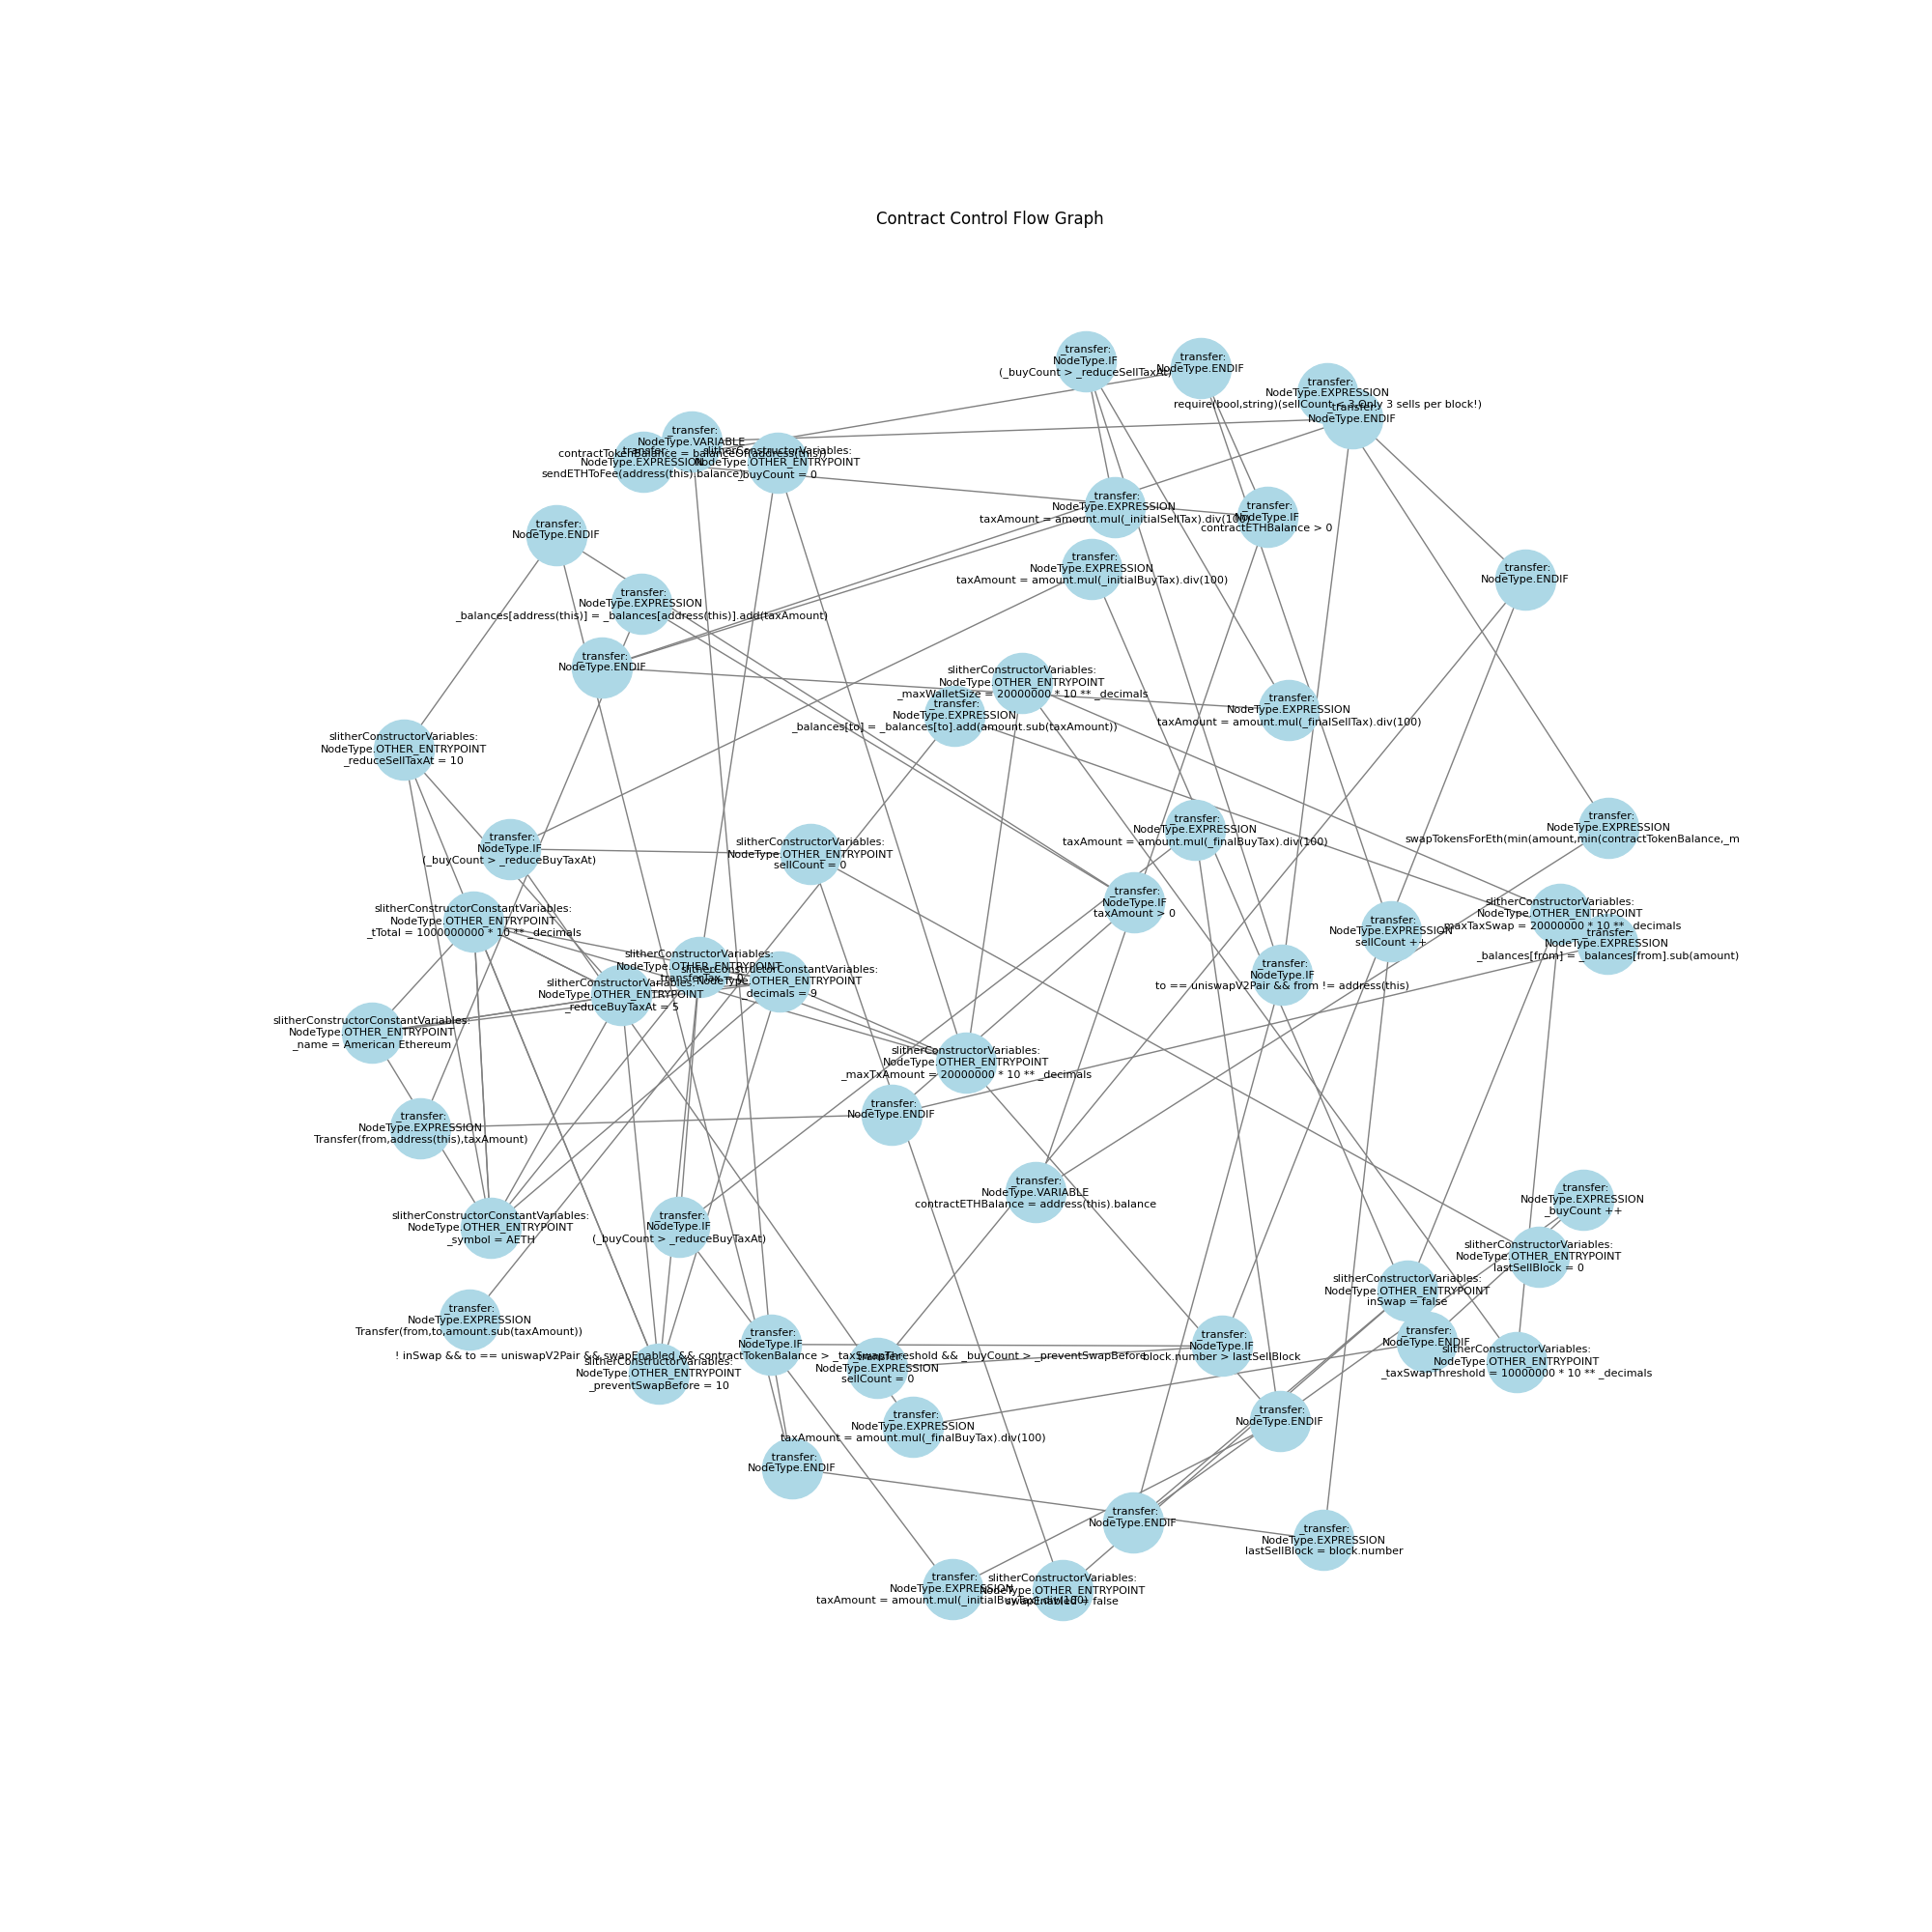 Contract Control Flow Graph
_transfer:
NodeType.IF
(_buyCount > _reduceSellTaxAt)
_transfer:
NodeType.ENDIF
_transfer:
NodeType.EXPRESSION
require(bool,string)(sellCount < 3,Only 3 sells per block!)
_transfer:
NodeType.ENDIF
_transfer:
NodeType.VARIABLE
contractTokenBalance = balanceOf(address(this))
_transfer:
NodeType.EXPRESSION
sendETHToFee(address(this).balance)
slitherConstructorVariables:
NodeType.OTHER_ENTRYPOINT
_buyCount = 0
_transfer:
NodeType.EXPRESSION
taxAmount = amount.mul(_initialSellTax).div(100)
_transfer:
NodeType.IF
contractETHBalance > 0
_transfer:
NodeType.ENDIF
_transfer:
NodeType.EXPRESSION
taxAmount = amount.mul(_initialBuyTax).div(100)
_transfer:
NodeType.ENDIF
_transfer:
NodeType.EXPRESSION
_balances[address(this)] = _balances[address(this)].add(taxAmount)
_transfer:
NodeType.ENDIF
slitherConstructorVariables:
NodeType.OTHER_ENTRYPOINT
_maxWalletSize = 20000000 * 10 ** _decimals
_transfer:
NodeType.EXPRESSION
_balances[to] = _balances[to].add(amount.sub(taxAmount))
_transfer:
NodeType.EXPRESSION
taxAmount = amount.mul(_finalSellTax).div(100)
slitherConstructorVariables:
NodeType.OTHER_ENTRYPOINT
_reduceSellTaxAt = 10
_transfer:
NodeType.IF
(_buyCount > _reduceBuyTaxAt)
slitherConstructorVariables:
NodeType.OTHER_ENTRYPOINT
sellCount = 0
_transfer:
NodeType.EXPRESSION
taxAmount = amount.mul(_finalBuyTax).div(100)
_transfer:
NodeType.EXPRESSION
swapTokensForEth(min(amount,min(contractTokenBalance,_m
_transfer:
NodeType.IF
taxAmount > 0
slitherConstructorConstantVariables:
NodeType.OTHER_ENTRYPOINT
_tTotal = 1000000000 * 10 ** _decimals
_transfer:
NodeType.EXPRESSION
sellCount ++
slitherConstructorVariables:
NodeType.OTHER_ENTRYPOINT
_maxTaxSwap = 20000000 * 10 ** _decimals
_transfer:
NodeType.EXPRESSION
_balances[from] = _balances[from].sub(amount)
slitherConstructorVariables:
NodeType.OTHER_ENTRYPOINT
_transferTax = 0
slitherConstructorConstantVariables:
NodeType.OTHER_ENTRYPOINT
_decimals = 9
slitherConstructorVariables:
NodeType.OTHER_ENTRYPOINT
_reduceBuyTaxAt = 5
_transfer:
NodeType.IF
to == uniswapV2Pair && from != address(this)
slitherConstructorConstantVariables:
NodeType.OTHER_ENTRYPOINT
_name = American Ethereum
slitherConstructorVariables:
NodeType.OTHER_ENTRYPOINT
_maxTxAmount = 20000000 * 10 ** _decimals
_transfer:
NodeType.ENDIF
_transfer:
NodeType.EXPRESSION
Transfer(from,address(this),taxAmount)
_transfer:
NodeType.VARIABLE
contractETHBalance = address(this).balance
_transfer:
NodeType.EXPRESSION
_buyCount ++
slitherConstructorConstantVariables:
NodeType.OTHER_ENTRYPOINT
_symbol = AETH
_transfer:
NodeType.IF
(_buyCount > _reduceBuyTaxAt)
slitherConstructorVariables:
NodeType.OTHER_ENTRYPOINT
lastSellBlock = 0
slitherConstructorVariables:
NodeType.OTHER_ENTRYPOINT
inSwap = false
_transfer:
NodeType.EXPRESSION
Transfer(from,to,amount.sub(taxAmount))
_transfer:
NodeType.IF
! inSwap && to == uniswapV2Pair && swapEnabled && contractTokenBalance > _taxSwapThreshold && _buyCount > _preventSwapBefore
_transfer:
NodeType.IF
block.number > lastSellBlock
_transfer:
NodeType.ENDIF
slitherConstructorVariables:
NodeType.OTHER_ENTRYPOINT
_taxSwapThreshold = 10000000 * 10 ** _decimals
slitherConstructorVariables:
NodeType.OTHER_ENTRYPOINT
_preventSwapBefore = 10
_transfer:
NodeType.EXPRESSION
sellCount = 0
_transfer:
NodeType.ENDIF
_transfer:
NodeType.EXPRESSION
taxAmount = amount.mul(_finalBuyTax).div(100)
_transfer:
NodeType.ENDIF
_transfer:
NodeType.ENDIF
_transfer:
NodeType.EXPRESSION
lastSellBlock = block.number
_transfer:
NodeType.EXPRESSION
taxAmount = amount.mul(_initialBuyTax).div(100)
slitherConstructorVariables:
NodeType.OTHER_ENTRYPOINT
swapEnabled = false